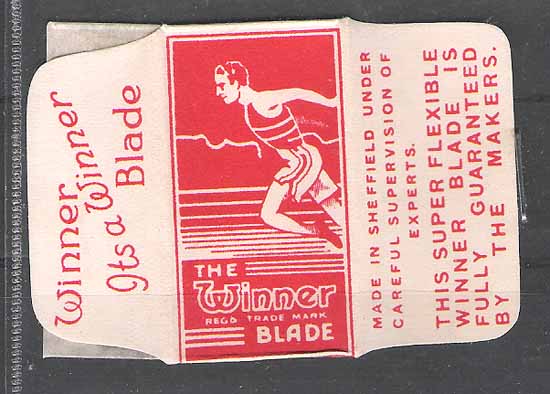 Winner
Its a Winner
Blade
THE
Winner
REGD TRADE MARK
BLADE
MADE IN SHEFFIELD UNDER
CAREFUL SUPERVISION OF
EXPERTS.
THIS SUPER FLEXIBLE
WINNER BLADE IS
FULLY GUARANTEED
BY THE MAKERS.